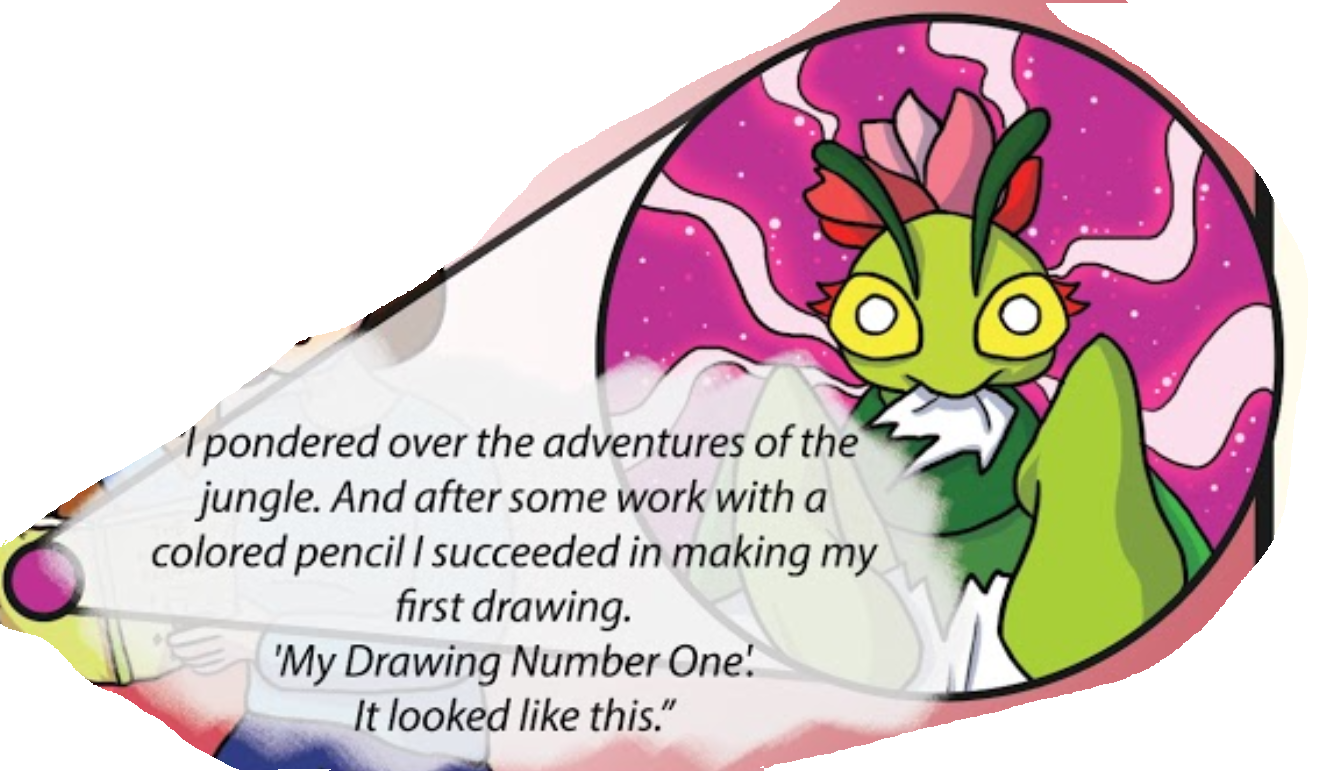 "I pondered over the adventures of the
jungle. And after some work with a
colored pencil I succeeded in making my
first drawing.
'My Drawing Number One'.
It looked like this.”